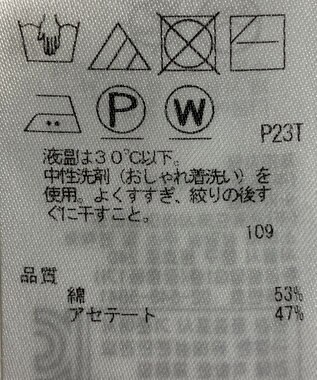 P W
P23T
液温は30℃以下。
中性洗剤（おしゃれ着洗い）を
使用。よくすすぎ、絞りの後す
ぐに干すこと。
109
品質
綿 53%
アセテート 47%